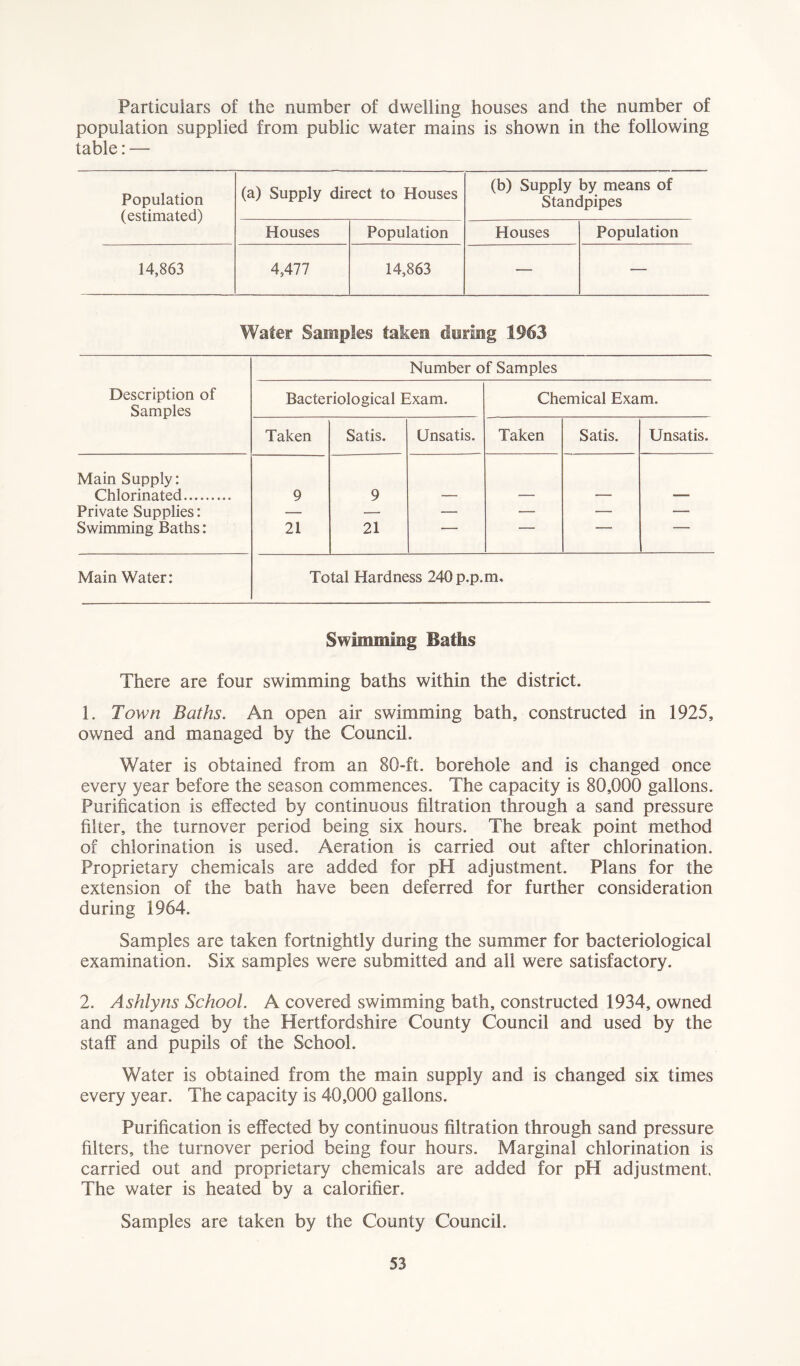 Particulars of the number of dwelling houses and the number of
population supplied from public water mains is shown in the following
table: —
Population (estimated) | (a) Supply direct to Houses | (b) Supply by means of Standpipes
Houses | Population | Houses | Population
14,863 | 4,477 | 14,863 | — | —
Water Samples taken during 1963
Description of Samples | Number of Samples
Bacteriological Exam. | Chemical Exam.
Taken | Satis. | Unsatis. | Taken | Satis. | Unsatis.
Main Supply:
Chlorinated......... | 9 | 9 | — | — | — | —
Private Supplies: | — | — | — | — | — | —
Swimming Baths: | 21 | 21 | — | — | — | —
Main Water: | Total Hardness 240 p.p.m.
Swimming Baths
There are four swimming baths within the district.
1. Town Baths. An open air swimming bath, constructed in 1925,
owned and managed by the Council.
Water is obtained from an 80-ft. borehole and is changed once
every year before the season commences. The capacity is 80,000 gallons.
Purification is effected by continuous filtration through a sand pressure
filter, the turnover period being six hours. The break point method
of chlorination is used. Aeration is carried out after chlorination.
Proprietary chemicals are added for pH adjustment. Plans for the
extension of the bath have been deferred for further consideration
during 1964.
Samples are taken fortnightly during the summer for bacteriological
examination. Six samples were submitted and all were satisfactory.
2. Ashlyns School. A covered swimming bath, constructed 1934, owned
and managed by the Hertfordshire County Council and used by the
staff and pupils of the School.
Water is obtained from the main supply and is changed six times
every year. The capacity is 40,000 gallons.
Purification is effected by continuous filtration through sand pressure
filters, the turnover period being four hours. Marginal chlorination is
carried out and proprietary chemicals are added for pH adjustment.
The water is heated by a calorifier.
Samples are taken by the County Council.
53